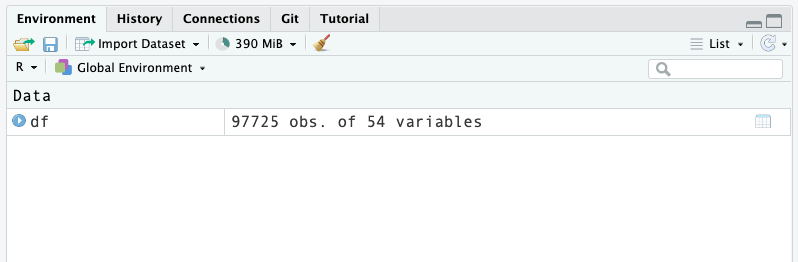 Environment History Connections Git Tutorial
Import Dataset 390 MiB List
R Global Environment
Data
df 97725 obs. of 54 variables